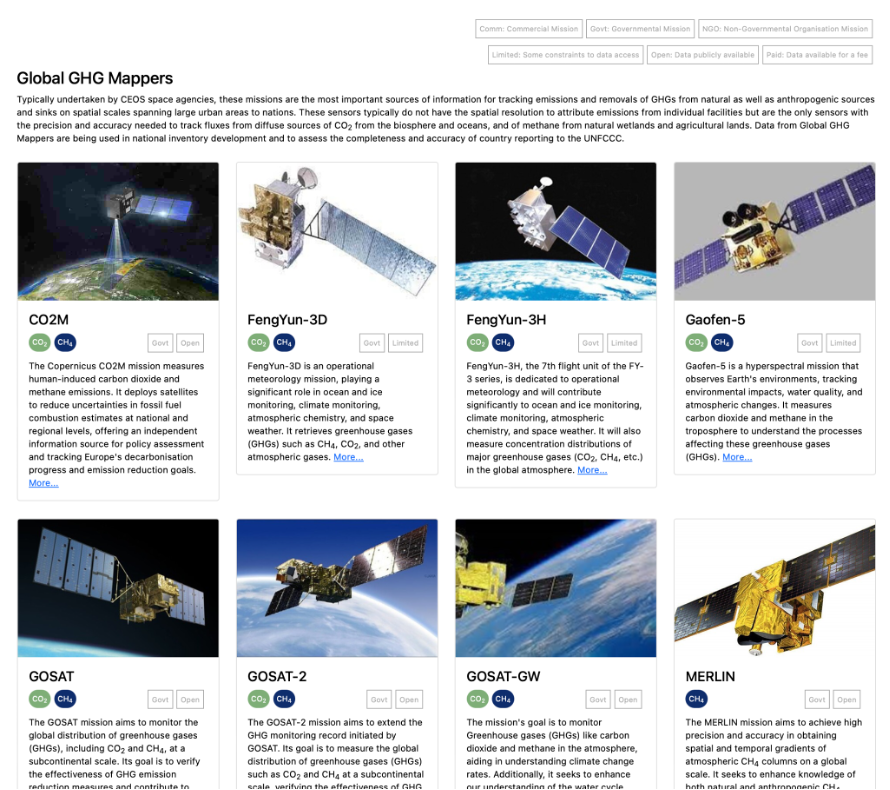 Comm: Commercial Mission Govt: Governmental Mission NGO: Non-Governmental Organisation Mission
Limited: Some constraints to data access Open: Data publicly available Paid: Data available for a fee
Global GHG Mappers
Typically undertaken by CEOS space agencies, these missions are the most important sources of information for tracking emissions and removals of GHGs from natural as well as anthropogenic sources
and sinks on spatial scales spanning large urban areas to nations. These sensors typically do not have the spatial resolution to attribute emissions from individual facilities but are the only sensors with
the precision and accuracy needed to track fluxes from diffuse sources of CO₂ from the biosphere and oceans, and of methane from natural wetlands and agricultural lands. Data from Global GHG
Mappers are being used in national inventory development and to assess the completeness and accuracy of country reporting to the UNFCCC.
CO2M
CO₂ CH₄ Govt Open
The Copernicus CO2M mission measures
human-induced carbon dioxide and
methane emissions. It deploys satellites
to reduce uncertainties in fossil fuel
combustion estimates at national and
regional levels, offering an independent
information source for policy assessment
and tracking Europe's decarbonisation
progress and emission reduction goals.
More...
FengYun-3D
CO₂ CH₄ Govt Limited
FengYun-3D is an operational
meteorology mission, playing a
significant role in ocean and ice
monitoring, climate monitoring,
atmospheric chemistry, and space
weather. It retrieves greenhouse gases
(GHGs) such as CH₄, CO₂, and other
atmospheric gases. More...
FengYun-3H
CO₂ CH₄ Govt Limited
FengYun-3H, the 7th flight unit of the FY-
3 series, is dedicated to operational
meteorology and will contribute
significantly to ocean and ice monitoring,
climate monitoring, atmospheric
chemistry, and space weather. It will also
measure concentration distributions of
major greenhouse gases (CO₂, CH₄, etc.)
in the global atmosphere. More...
Gaofen-5
CO₂ CH₄ Govt Limited
Gaofen-5 is a hyperspectral mission that
observes Earth's environments, tracking
environmental impacts, water quality, and
atmospheric changes. It measures
carbon dioxide and methane in the
troposphere to understand the processes
affecting these greenhouse gases
(GHGs). More...
GOSAT
CO₂ CH₄ Govt Open
The GOSAT mission aims to monitor the
global distribution of greenhouse gases
(GHGs), including CO₂ and CH₄, at a
subcontinental scale. Its goal is to verify
the effectiveness of GHG emission
reduction measures and contribute to
GOSAT-2
CO₂ CH₄ Govt Open
The GOSAT-2 mission aims to extend the
GHG monitoring record initiated by
GOSAT. Its goal is to measure the global
distribution of greenhouse gases (GHGs)
such as CO₂ and CH₄ at a subcontinental
scale, verifying the effectiveness of GHG
GOSAT-GW
CO₂ CH₄ Govt Open
The mission's goal is to monitor
Greenhouse gases (GHGs) like carbon
dioxide and methane in the atmosphere,
aiding in understanding climate change
rates. Additionally, it seeks to enhance
our understanding of the water cycle
MERLIN
CH₄ Govt Open
The MERLIN mission aims to achieve high
precision and accuracy in obtaining
spatial and temporal gradients of
atmospheric CH₄ columns on a global
scale. It seeks to enhance knowledge of
both natural and anthropogenic CH₄